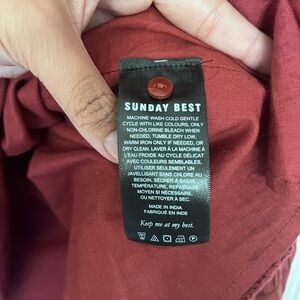 SUNDAY BEST
MACHINE WASH COLD GENTLE
CYCLE WITH LIKE COLOURS, ONLY
NON-CHLORINE BLEACH WHEN
NEEDED, TUMBLE DRY LOW,
WARM IRON ONLY IF NEEDED, OR
DRY CLEAN. LAVER À LA MACHINE À
L'EAU FROIDE AU CYCLE DÉLICAT
AVEC COULEURS SEMBLABLES,
UTILISER SEULEMENT UN
JAVELLISANT SANS CHLORE AU
BESOIN, SÉCHER À BASSE
TEMPÉRATURE, REPASSAGE
MOYEN SI NÉCESSAIRE,
OU NETTOYER À SEC.
MADE IN INDIA
FABRIQUÉ EN INDE
Keep me at my best.